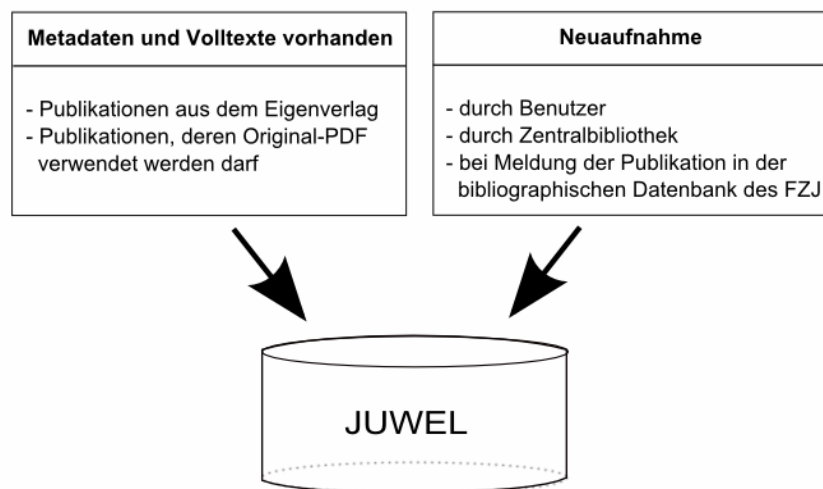 Metadaten und Volltexte vorhanden
- Publikationen aus dem Eigenverlag
- Publikationen, deren Original-PDF
verwendet werden darf
Neuaufnahme
- durch Benutzer
- durch Zentralbibliothek
- bei Meldung der Publikation in der
bibliographischen Datenbank des FZJ
JUWEL